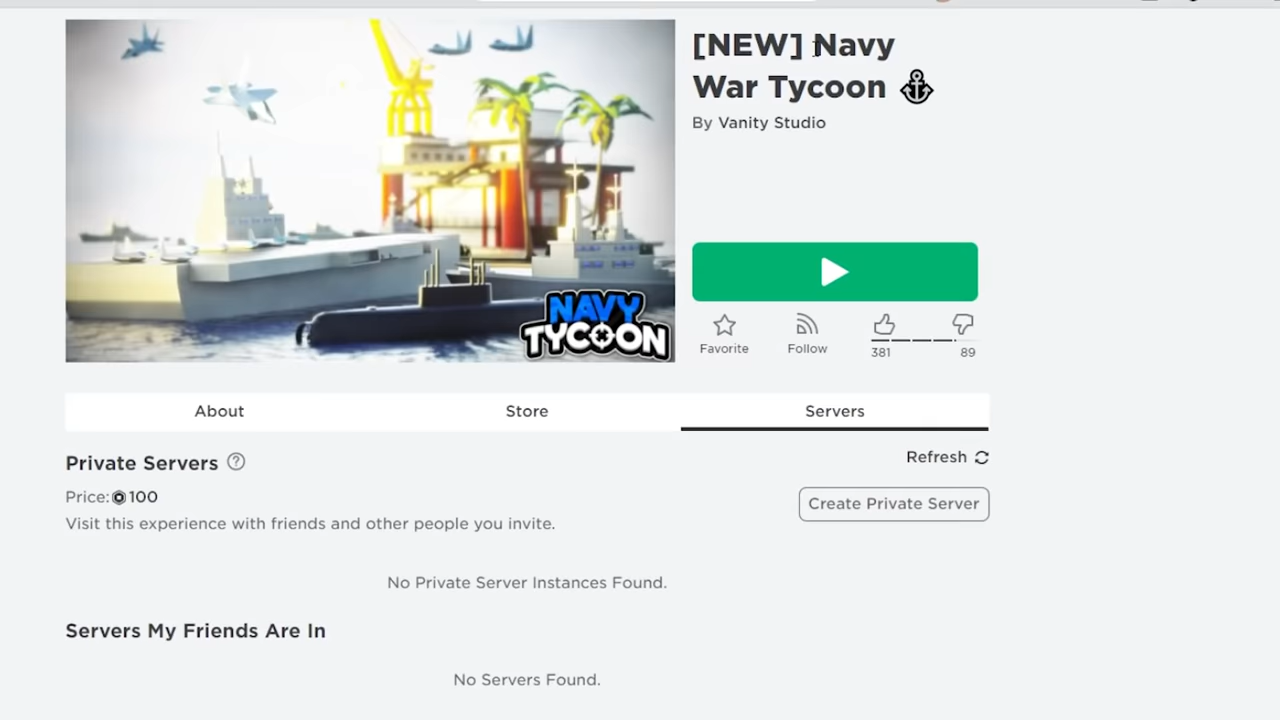 [NEW] Navy
War Tycoon
By Vanity Studio
NAVY
TYCOON
Favorite
Follow
381
89
About
Store
Servers
Private Servers
Refresh
Price: 100
Create Private Server
Visit this experience with friends and other people you invite.
No Private Server Instances Found.
Servers My Friends Are In
No Servers Found.